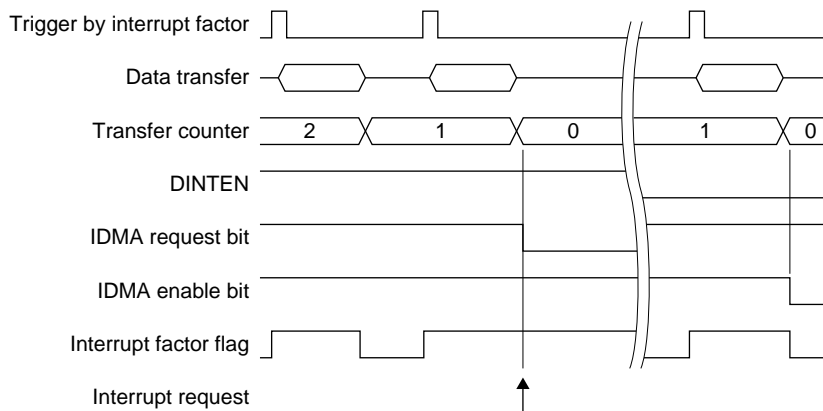 Trigger by interrupt factor
Data transfer
Transfer counter 2 1 0 1 0
DINTEN
IDMA request bit
IDMA enable bit
Interrupt factor flag
Interrupt request